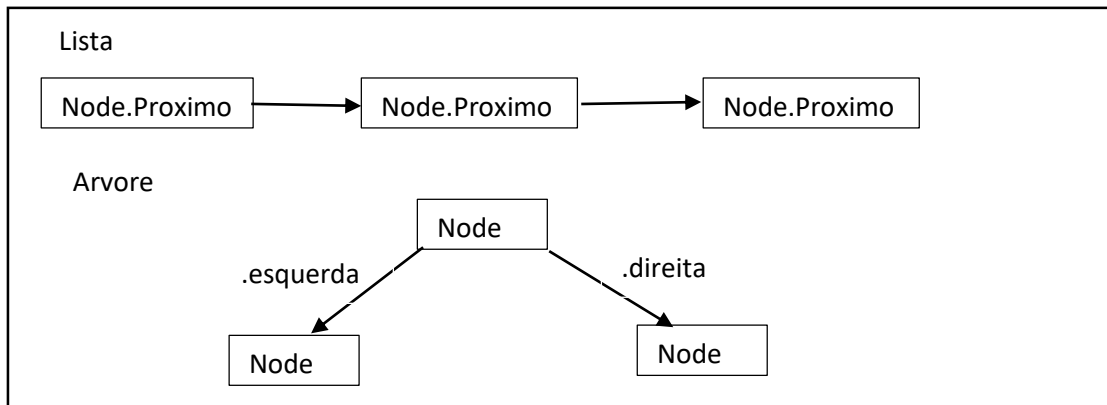 Lista
Node.Proximo Node.Proximo Node.Proximo
Arvore
Node
.esquerda .direita
Node Node